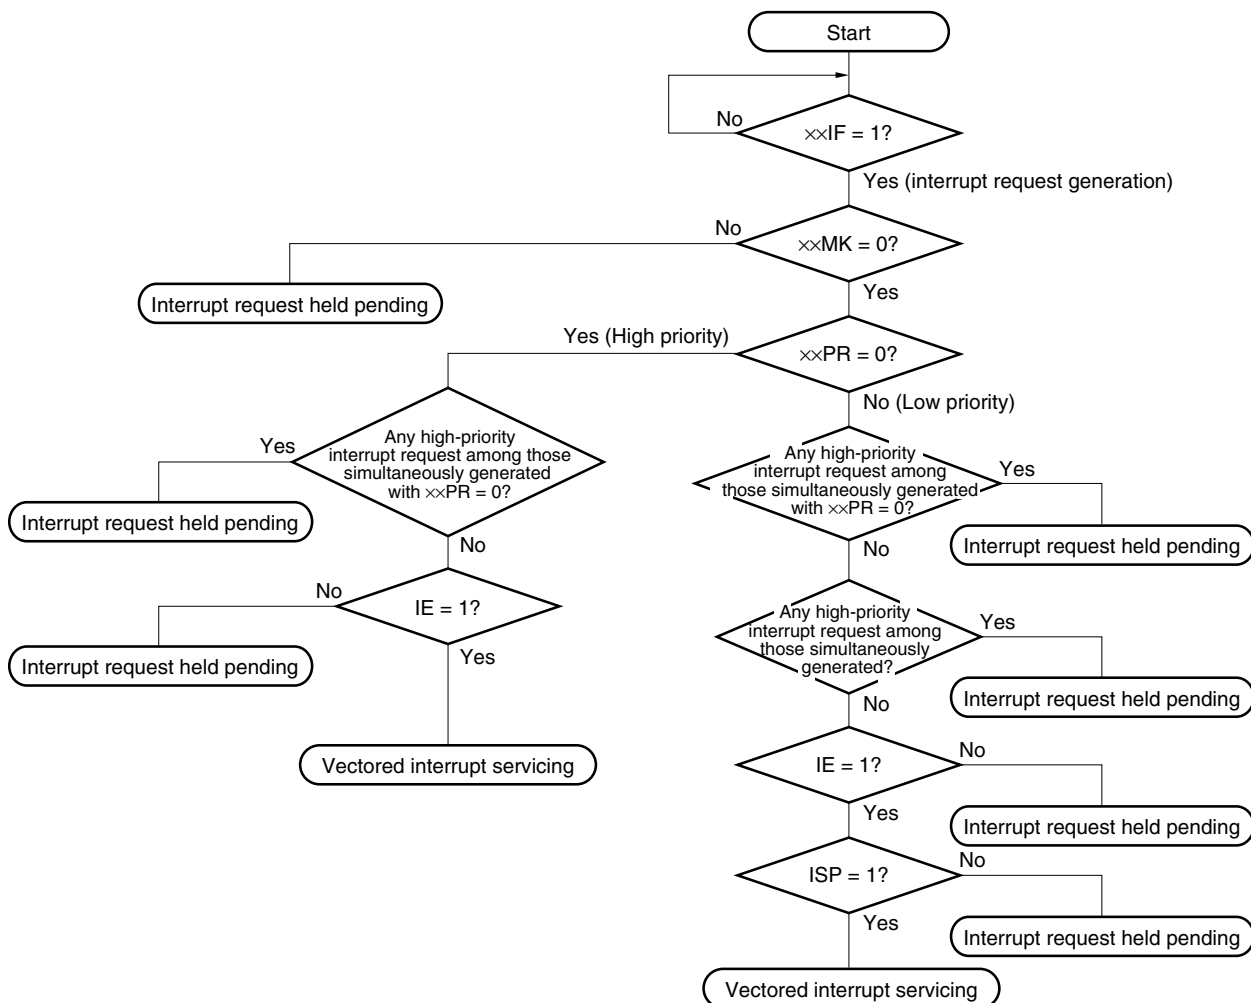 Start
No
××IF = 1?
Yes (interrupt request generation)
No
××MK = 0?
Interrupt request held pending
Yes
Yes (High priority)
××PR = 0?
No (Low priority)
Yes
Any high-priority
interrupt request among those
simultaneously generated
with ××PR = 0?
Interrupt request held pending
No
Any high-priority
interrupt request among
those simultaneously generated
with ××PR = 0?
Yes
Interrupt request held pending
No
No
IE = 1?
Interrupt request held pending
Yes
Any high-priority
interrupt request among
those simultaneously
generated?
Yes
Interrupt request held pending
No
Vectored interrupt servicing
IE = 1?
No
Interrupt request held pending
Yes
ISP = 1?
No
Interrupt request held pending
Yes
Vectored interrupt servicing